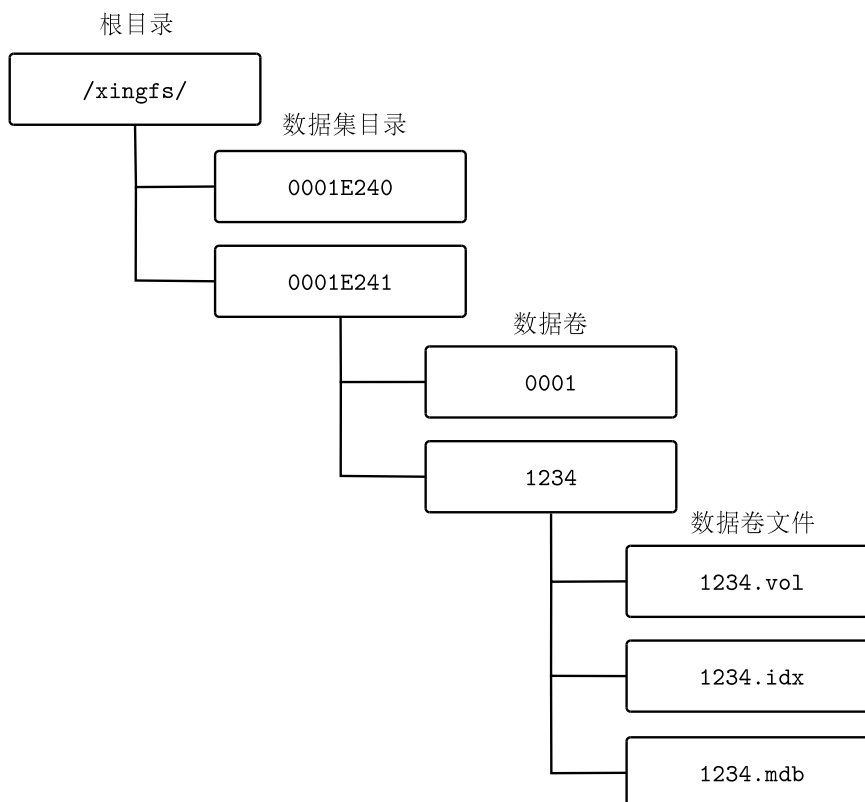 根目录
/xingfs/
数据集目录
0001E240
0001E241
数据卷
0001
1234
数据卷文件
1234.vol
1234.idx
1234.mdb